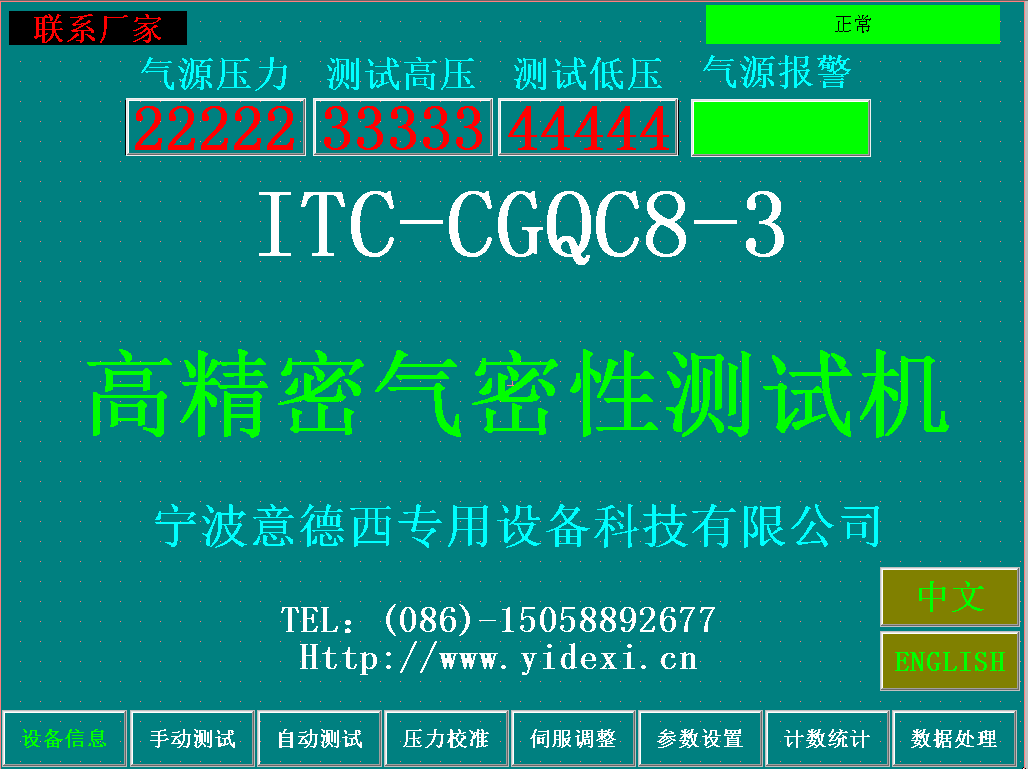 联系厂家
正常
气源压力 测试高压 测试低压 气源报警
22222 33333 44444
ITC-CGQC8-3
高精密气密性测试机
宁波意德西专用设备科技有限公司
中文
TEL：(086)-15058892677
Http://www.yidexi.cn
ENGLISH
设备信息 手动测试 自动测试 压力校准 伺服调整 参数设置 计数统计 数据处理